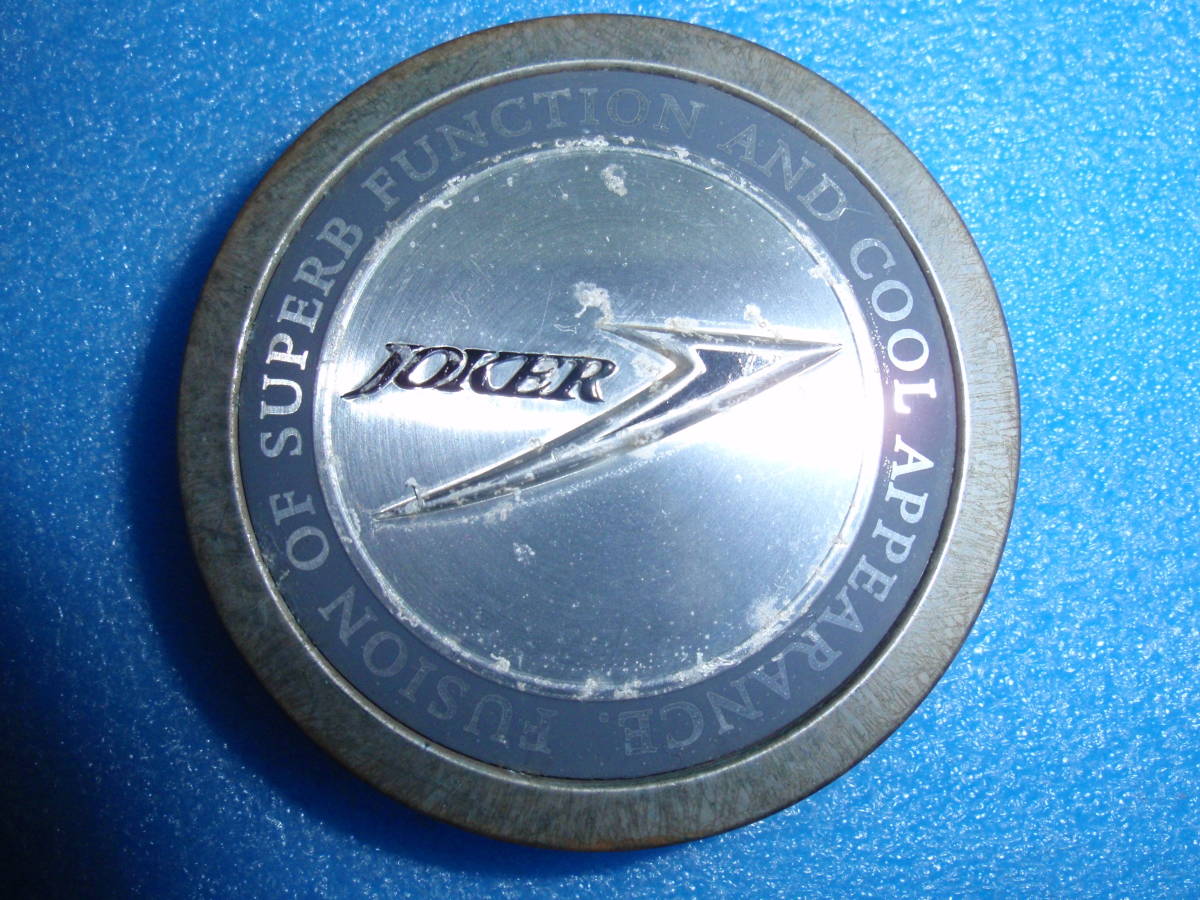 FUSION OF SUPERB FUNCTION AND COOL APPEARANCE.
JOKER